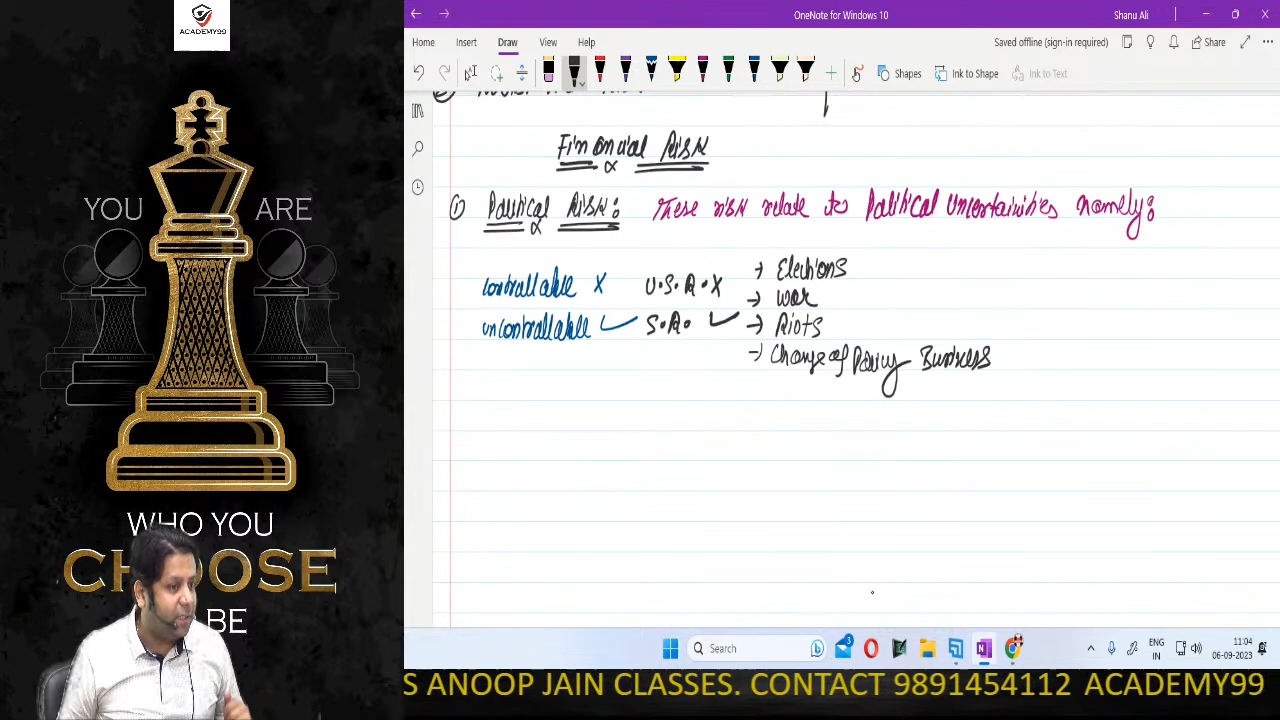 ACADEMY99
YOU ARE
WHO YOU
CHOOSE
BE
OneNote for Windows 10
Shanu Ali
Home Insert Draw View Help
Saved offline (sign-in required)
Share
Shapes
Ink to Shape
Ink to Text
Financial Risk
① Political Risk: These risk relate to Political Uncertainities namely:
Controllable X U.S.R. X → Elections
→ War
uncontrollable ✓ S.R. ✓ → Riots
→ Change of Policy Business
Search
3
ENG
IN
11:04
06-09-2023
S ANOOP JAIN CLASSES. CONTACT 9891454112 ACADEMY99